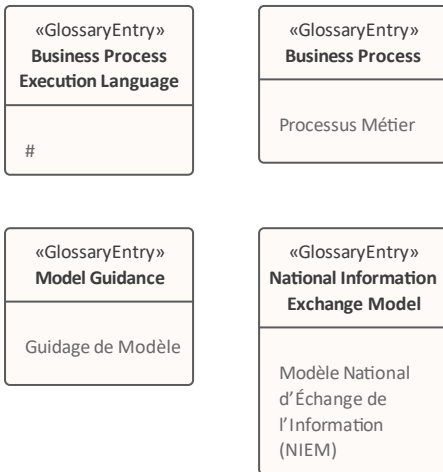 «GlossaryEntry»
Business Process
Execution Language
#
«GlossaryEntry»
Business Process
Processus Métier
«GlossaryEntry»
Model Guidance
Guidage de Modèle
«GlossaryEntry»
National Information
Exchange Model
Modèle National
d’Échange de
l’Information
(NIEM)